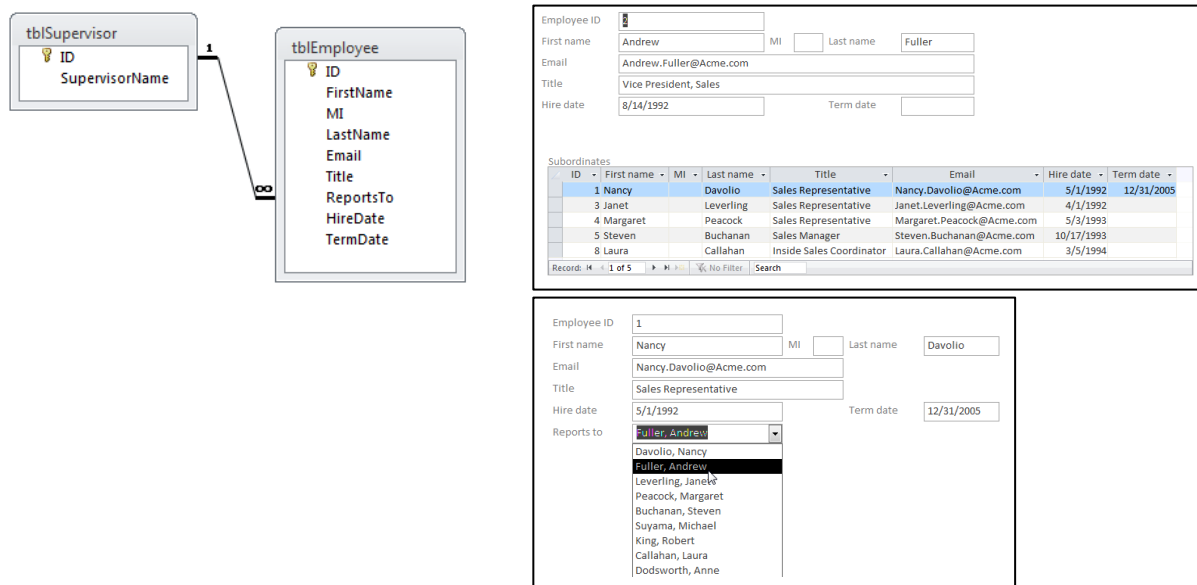 tblSupervisor
ID
SupervisorName
1
∞
tblEmployee
ID
FirstName
MI
LastName
Email
Title
ReportsTo
HireDate
TermDate
Employee ID 2
First name Andrew MI Last name Fuller
Email Andrew.Fuller@Acme.com
Title Vice President, Sales
Hire date 8/14/1992 Term date
Subordinates
ID First name MI Last name Title Email Hire date Term date
1 Nancy Davolio Sales Representative Nancy.Davolio@Acme.com 5/1/1992 12/31/2005
3 Janet Leverling Sales Representative Janet.Leverling@Acme.com 4/1/1992
4 Margaret Peacock Sales Representative Margaret.Peacock@Acme.com 5/3/1993
5 Steven Buchanan Sales Manager Steven.Buchanan@Acme.com 10/17/1993
8 Laura Callahan Inside Sales Coordinator Laura.Callahan@Acme.com 3/5/1994
Record: 1 of 5 No Filter Search
Employee ID 1
First name Nancy MI Last name Davolio
Email Nancy.Davolio@Acme.com
Title Sales Representative
Hire date 5/1/1992 Term date 12/31/2005
Reports to Fuller, Andrew
Davolio, Nancy
Fuller, Andrew
Leverling, Janet
Peacock, Margaret
Buchanan, Steven
Suyama, Michael
King, Robert
Callahan, Laura
Dodsworth, Anne